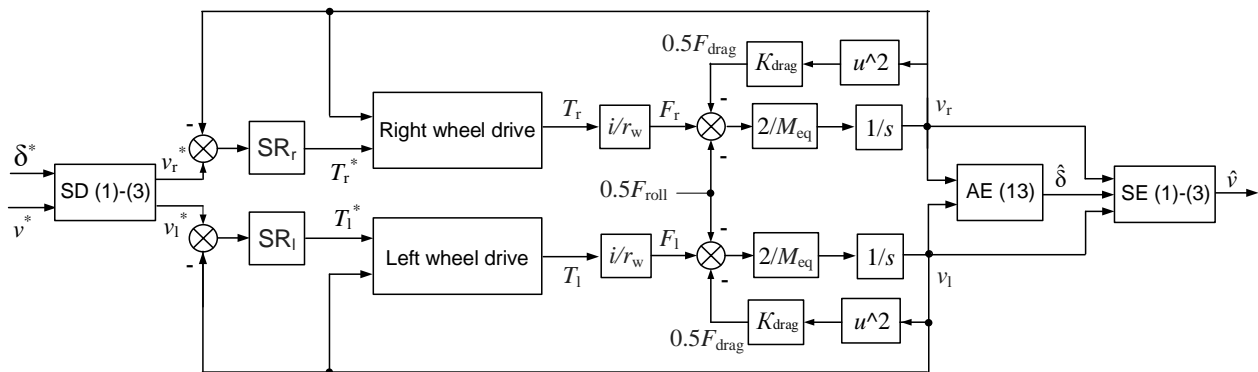 0.5F_drag
K_drag
u^2
v_r
δ^*
v^*
SD (1)-(3)
v_r^*
v_l^*
-
SR_r
T_r^*
Right wheel drive
T_r
i/r_w
F_r
-
-
2/M_eq
1/s
0.5F_roll
AE (13)
δ̂
SE (1)-(3)
v̂
-
SR_l
T_l^*
Left wheel drive
T_l
i/r_w
F_l
-
-
2/M_eq
1/s
v_l
0.5F_drag
K_drag
u^2